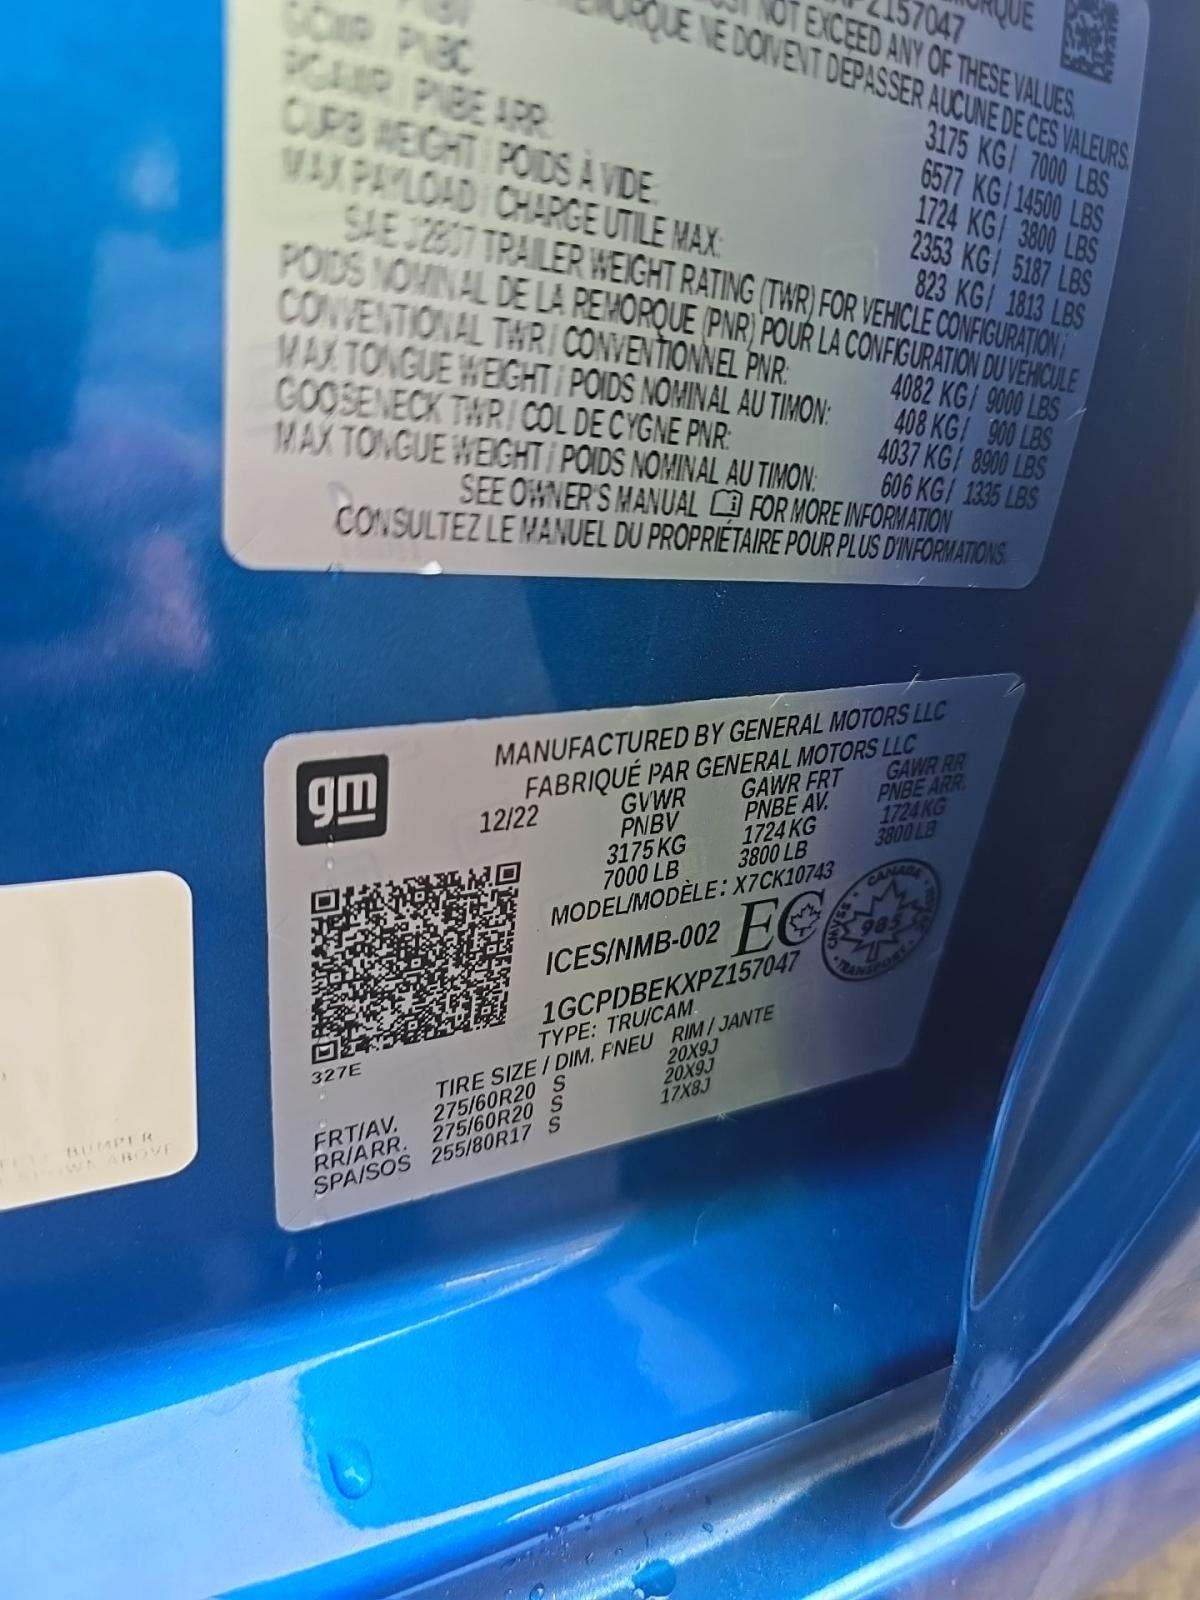 PZ157047
NOT EXCEED ANY OF THESE VALUES.
REMORQUE NE DOIVENT DÉPASSER AUCUNE DE CES VALEURS.
3175 KG / 7000 LBS
GCWR / PNBC 6577 KG / 14500 LBS
RGAWR / PNBE ARR: 1724 KG / 3800 LBS
CURB WEIGHT / POIDS À VIDE: 2353 KG / 5187 LBS
MAX PAYLOAD / CHARGE UTILE MAX: 823 KG / 1813 LBS
SAE J2807 TRAILER WEIGHT RATING (TWR) FOR VEHICLE CONFIGURATION /
POIDS NOMINAL DE LA REMORQUE (PNR) POUR LA CONFIGURATION DU VÉHICULE
CONVENTIONAL TWR / CONVENTIONNEL PNR: 4082 KG / 9000 LBS
MAX TONGUE WEIGHT / POIDS NOMINAL AU TIMON: 408 KG / 900 LBS
GOOSENECK TWR / COL DE CYGNE PNR: 4037 KG / 8900 LBS
MAX TONGUE WEIGHT / POIDS NOMINAL AU TIMON: 606 KG / 1335 LBS
SEE OWNER'S MANUAL FOR MORE INFORMATION
CONSULTEZ LE MANUEL DU PROPRIÉTAIRE POUR PLUS D'INFORMATIONS.
gm
MANUFACTURED BY GENERAL MOTORS LLC
FABRIQUÉ PAR GENERAL MOTORS LLC
12/22 GVWR GAWR FRT GAWR RR
PNBV PNBE AV. PNBE ARR.
3175 KG 1724 KG 1724 KG
7000 LB 3800 LB 3800 LB
MODEL/MODÈLE: X7CK10743
ICES/NMB-002 EC
CANADA
985
TRANSPORT
1GCPDBEKXPZ157047
TYPE: TRU/CAM
327E
TIRE SIZE / DIM. PNEU RIM / JANTE
FRT/AV. 275/60R20 S 20X9J
RR/ARR. 275/60R20 S 20X9J
SPA/SOS 255/80R17 S 17X8J
BUMPER
SHOWN ABOVE